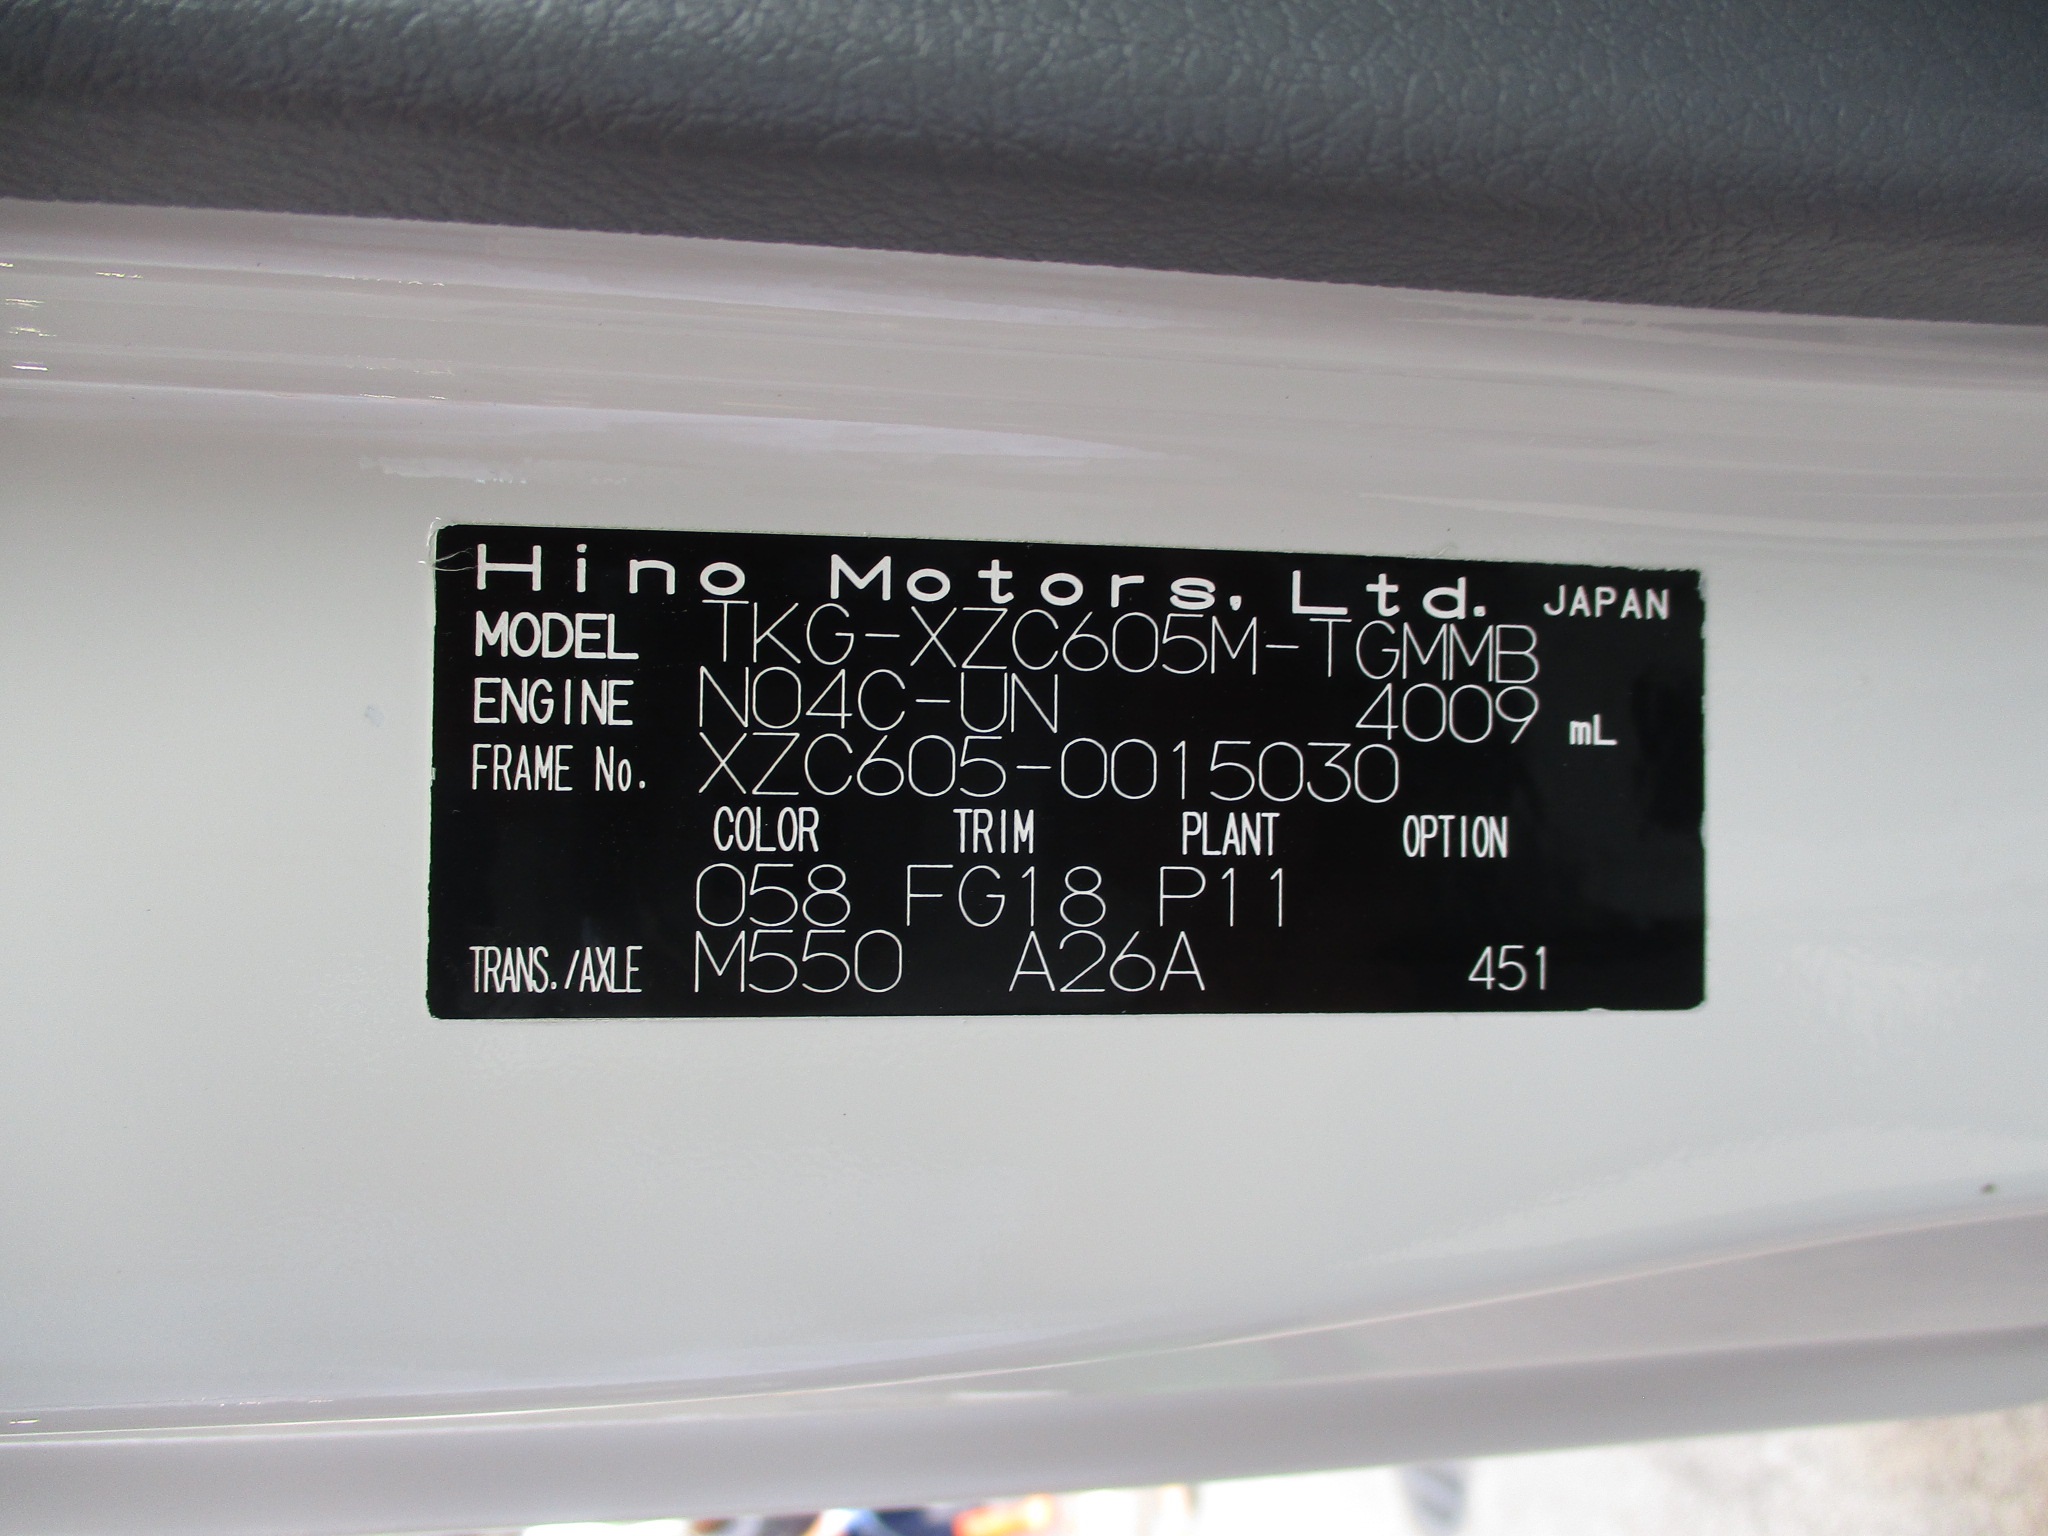 Hino Motors, Ltd. JAPAN
MODEL TKG-XZC605M-TGMMB
ENGINE N04C-UN 4009 mL
FRAME No. XZC605-0015030
COLOR TRIM PLANT OPTION
058 FG18 P11
TRANS./AXLE M550 A26A 451